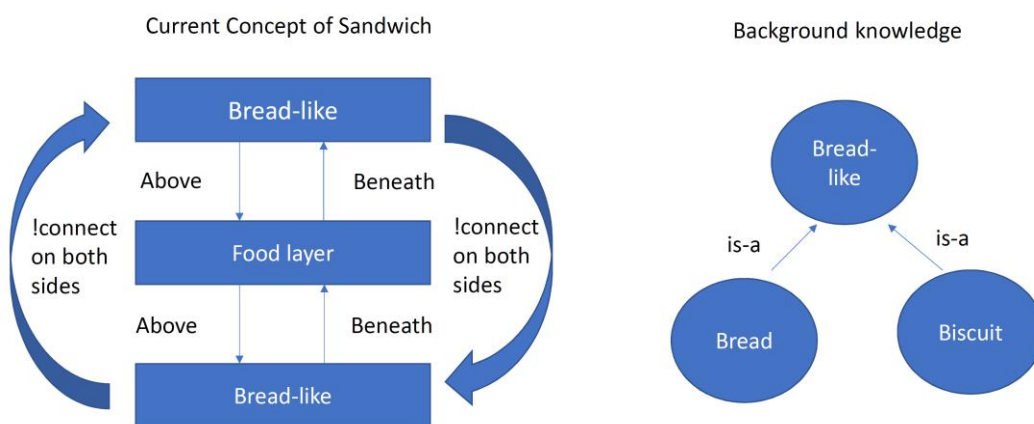 Current Concept of Sandwich
Bread-like
Above
Beneath
!connect
on both
sides
Food layer
!connect
on both
sides
Above
Beneath
Bread-like
Background knowledge
Bread-
like
is-a
is-a
Bread
Biscuit